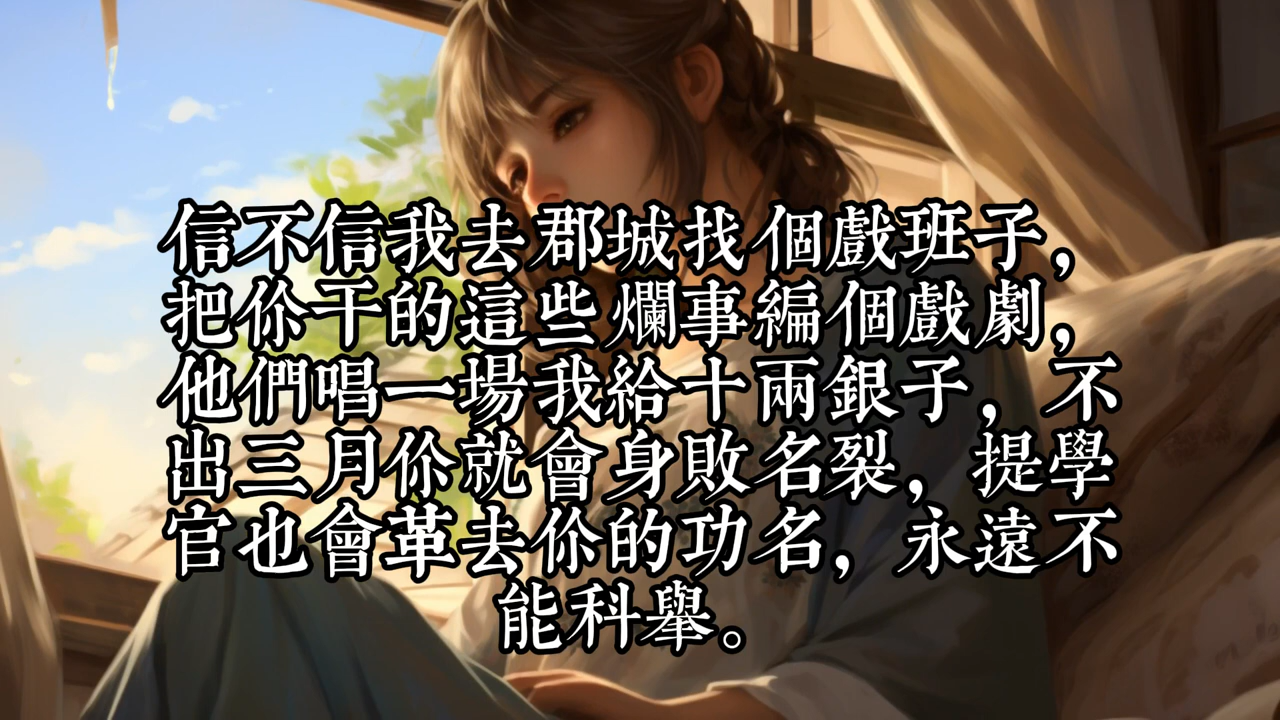 信不信我去郡城找個戲班子，
把你干的這些爛事編個戲劇，
他們唱一場我給十兩銀子，不
出三月你就會身敗名裂，提學
官也會革去你的功名，永遠不
能科舉。